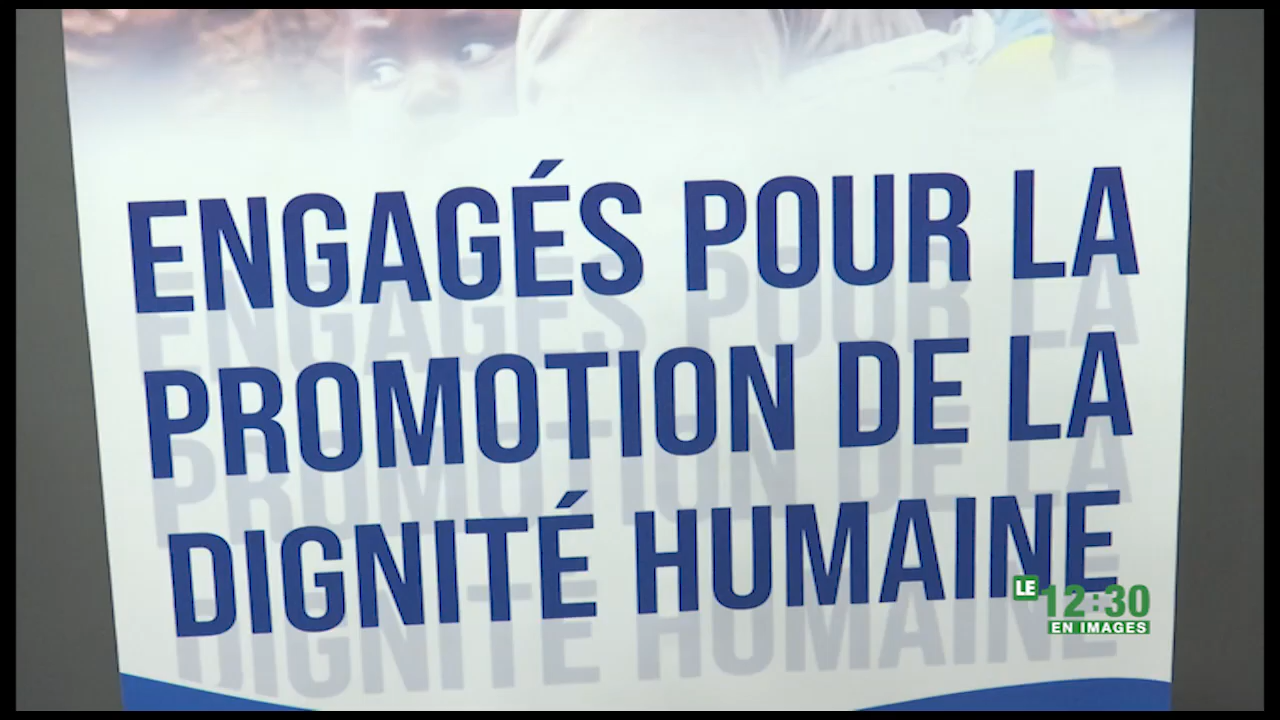 ENGAGÉS POUR LA
PROMOTION DE LA
DIGNITÉ HUMAINE
LE
12:30
EN IMAGES